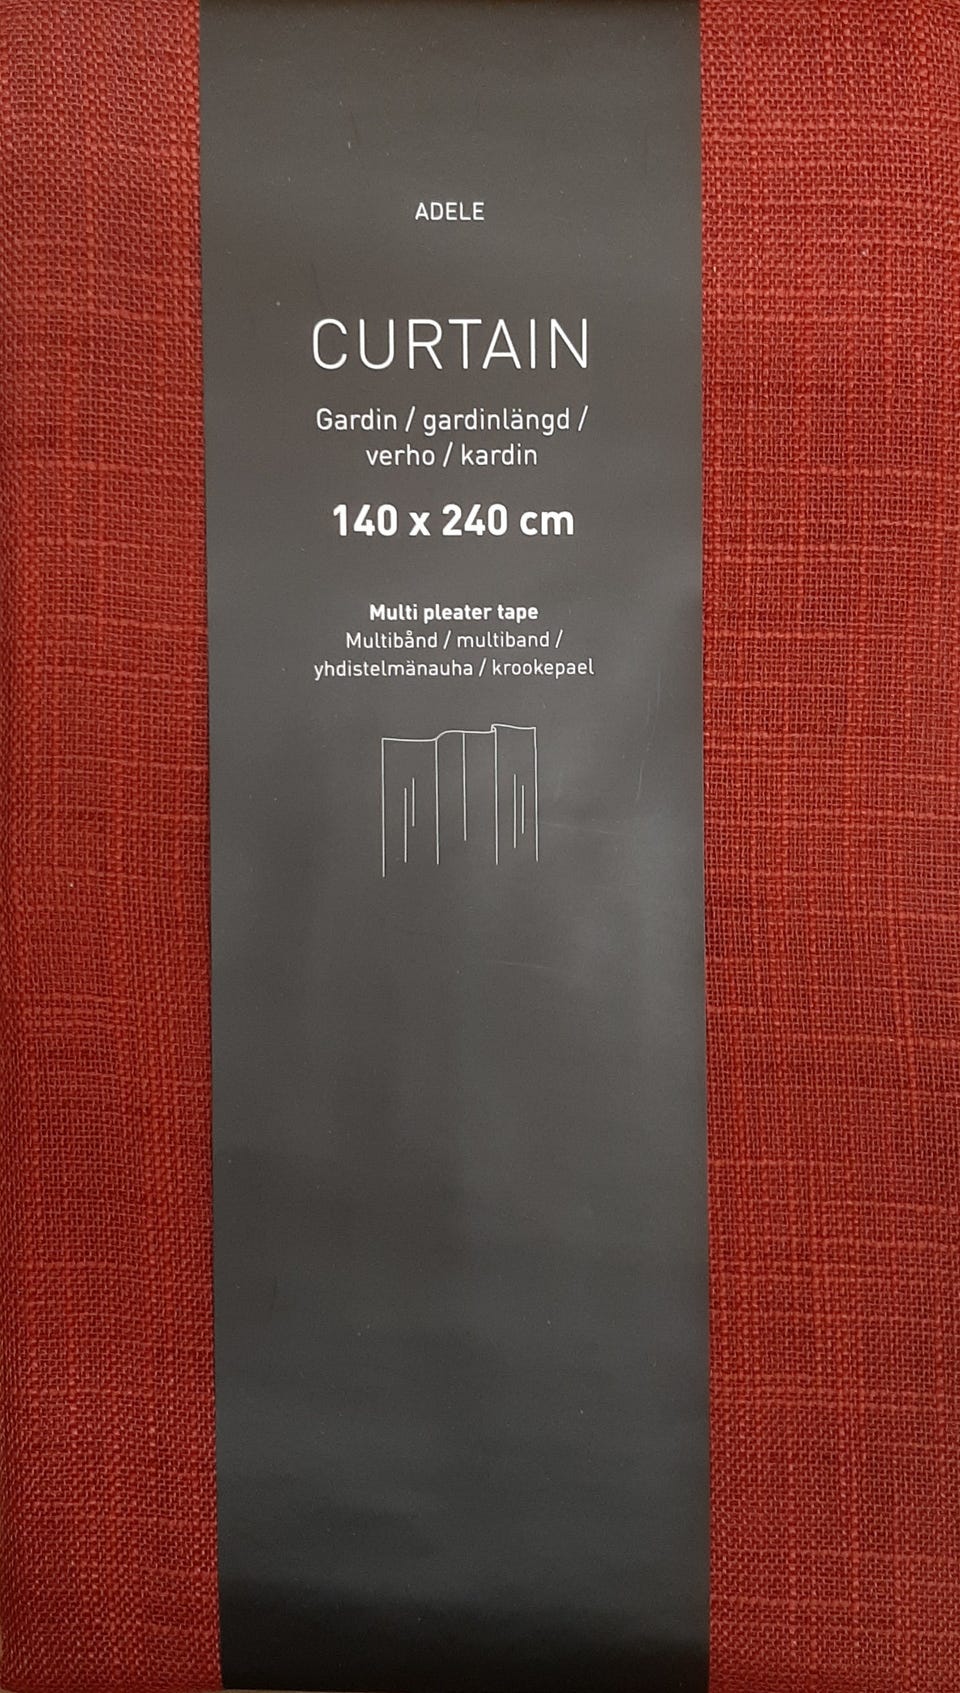 ADELE
CURTAIN
Gardin / gardinlängd /
verho / kardin
140 x 240 cm
Multi pleater tape
Multibånd / multiband /
yhdistelmänauha / krookepael